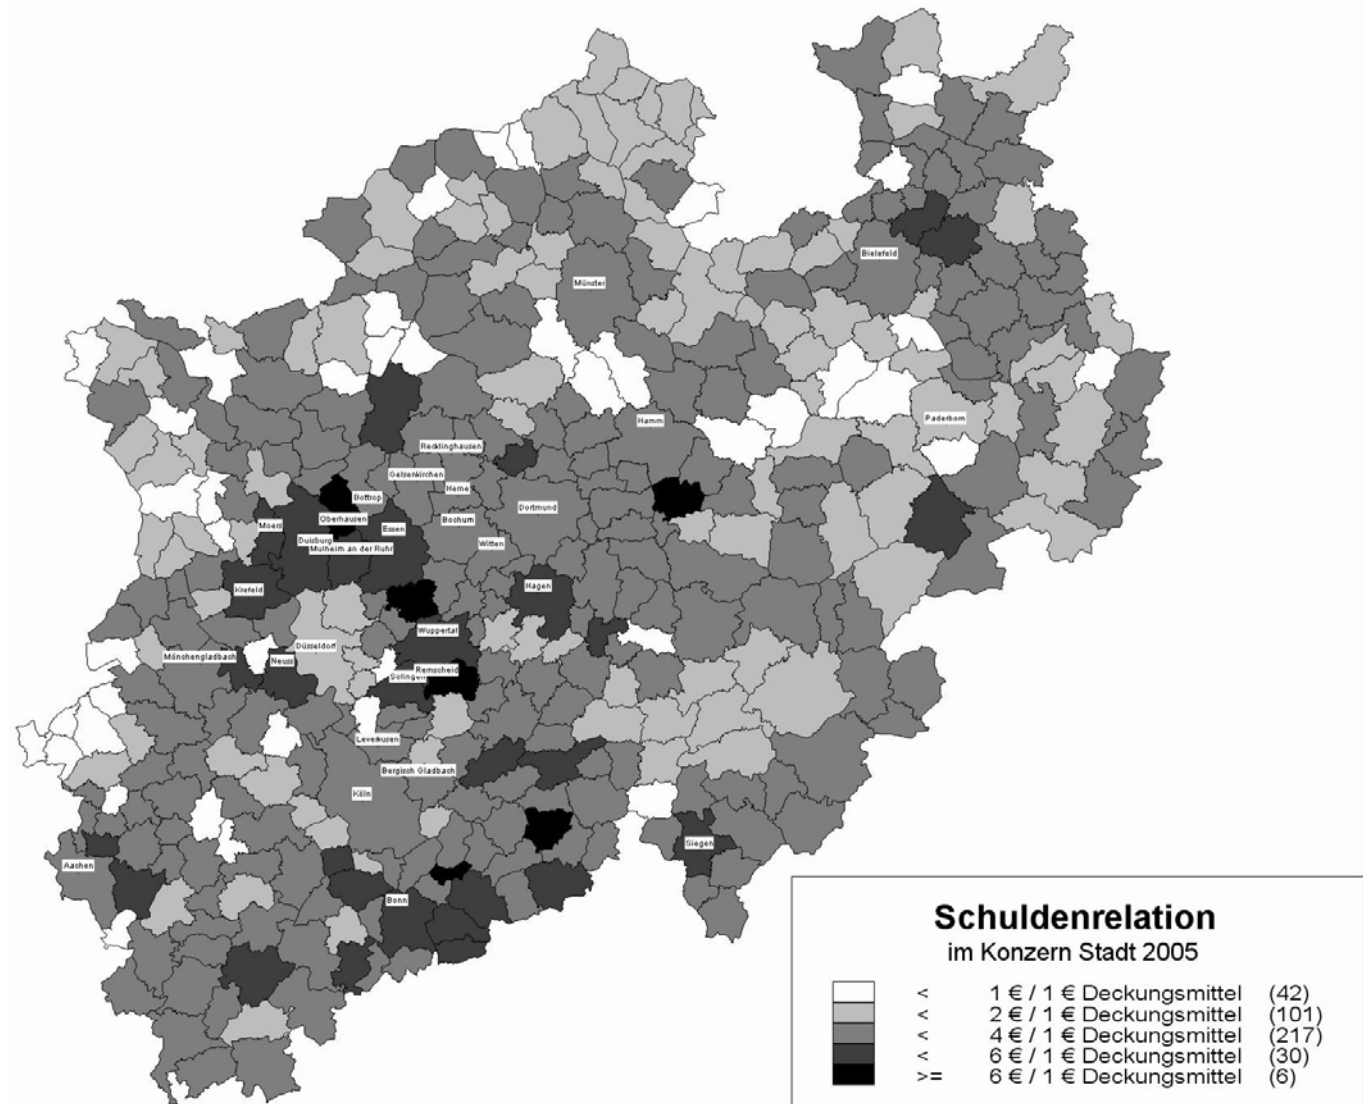 Bielefeld
Münster
Paderborn
Hamm
Recklinghausen
Gelsenkirchen
Herne
Bottrop
Dortmund
Oberhausen
Bochum
Moers
Essen
Duisburg
Witten
Mülheim an der Ruhr
Hagen
Krefeld
Wuppertal
Düsseldorf
Mönchengladbach
Neuss
Remscheid
Solingen
Leverkusen
Bergisch Gladbach
Köln
Siegen
Aachen
Bonn
Schuldenrelation
im Konzern Stadt 2005
< 1 € / 1 € Deckungsmittel (42)
< 2 € / 1 € Deckungsmittel (101)
< 4 € / 1 € Deckungsmittel (217)
< 6 € / 1 € Deckungsmittel (30)
>= 6 € / 1 € Deckungsmittel (6)